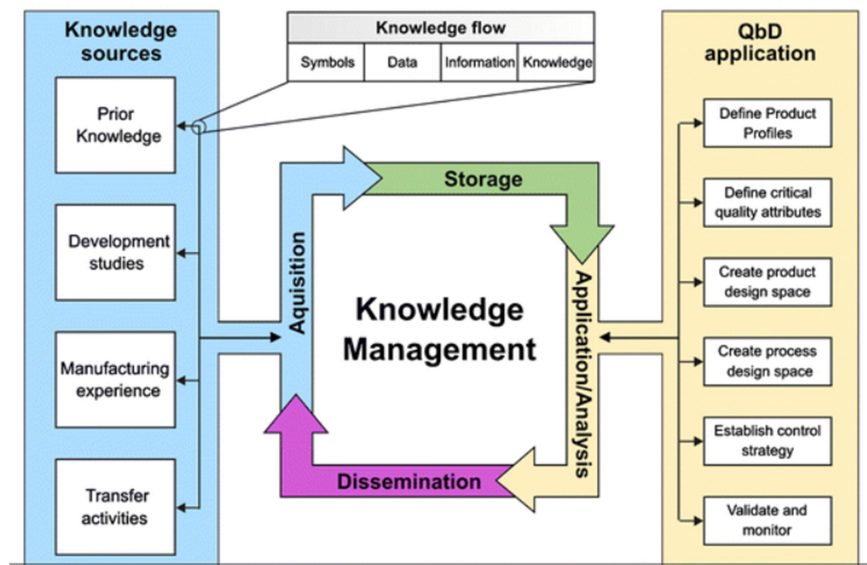 Knowledge
sources
Prior
Knowledge
Development
studies
Manufacturing
experience
Transfer
activities
Knowledge flow
Symbols
Data
Information
Knowledge
Aquisition
Storage
Application/Analysis
Dissemination
Knowledge
Management
QbD
application
Define Product
Profiles
Define critical
quality attributes
Create product
design space
Create process
design space
Establish control
strategy
Validate and
monitor